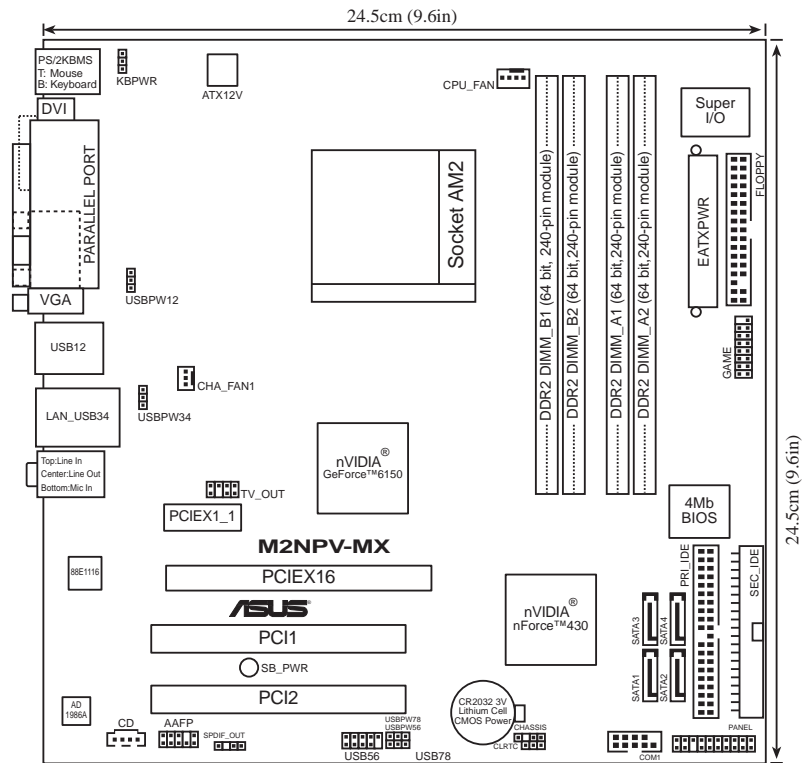 24.5cm (9.6in)
PS/2KBMS
T: Mouse
B: Keyboard
KBPWR
ATX12V
CPU_FAN
Super
I/O
DVI
PARALLEL PORT
Socket AM2
DDR2 DIMM_B1 (64 bit, 240-pin module)
DDR2 DIMM_B2 (64 bit,240-pin module)
DDR2 DIMM_A1 (64 bit,240-pin module)
DDR2 DIMM_A2 (64 bit,240-pin module)
EATXPWR
FLOPPY
VGA
USBPW12
USB12
GAME
CHA_FAN1
LAN_USB34
USBPW34
24.5cm (9.6in)
nVIDIA®
GeForce™6150
Top:Line In
Center:Line Out
Bottom:Mic In
TV_OUT
PCIEX1_1
4Mb
BIOS
M2NPV-MX
88E1116
PCIEX16
PRI_IDE
SEC_IDE
ASUS®
nVIDIA®
nForce™430
SATA3
SATA4
PCI1
SB_PWR
SATA1
SATA2
PCI2
AD
1986A
CR2032 3V
Lithium Cell
CMOS Power
CD
AAFP
SPDIF_OUT
USBPW78
USBPW56
CHASSIS
CLRTC
PANEL
USB56
USB78
COM1